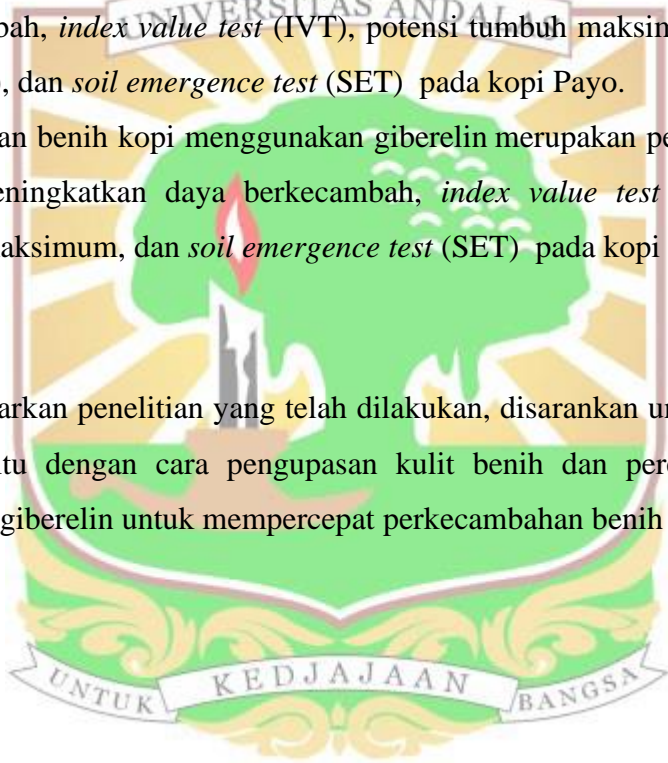 UNIVERSITAS ANDALAS
bah, index value test (IVT), potensi tumbuh maksim
), dan soil emergence test (SET) pada kopi Payo.
an benih kopi menggunakan giberelin merupakan pe
eningkatkan daya berkecambah, index value test
aksimum, dan soil emergence test (SET) pada kopi
arkan penelitian yang telah dilakukan, disarankan un
tu dengan cara pengupasan kulit benih dan pere
giberelin untuk mempercepat perkecambahan benih
UNTUK KEDJAJAAN BANGSA